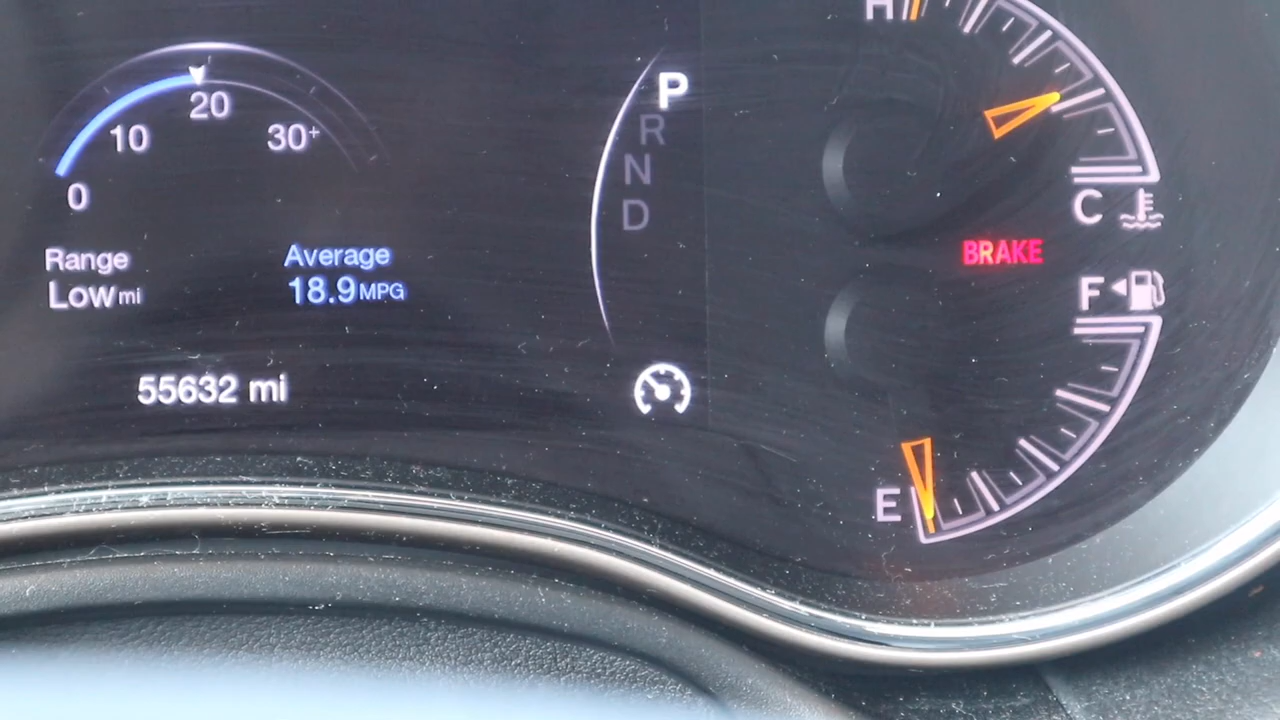 H
P
20
R
10
30+
N
0
C
D
BRAKE
Range
Average
Low mi
18.9 MPG
F
55632 mi
E